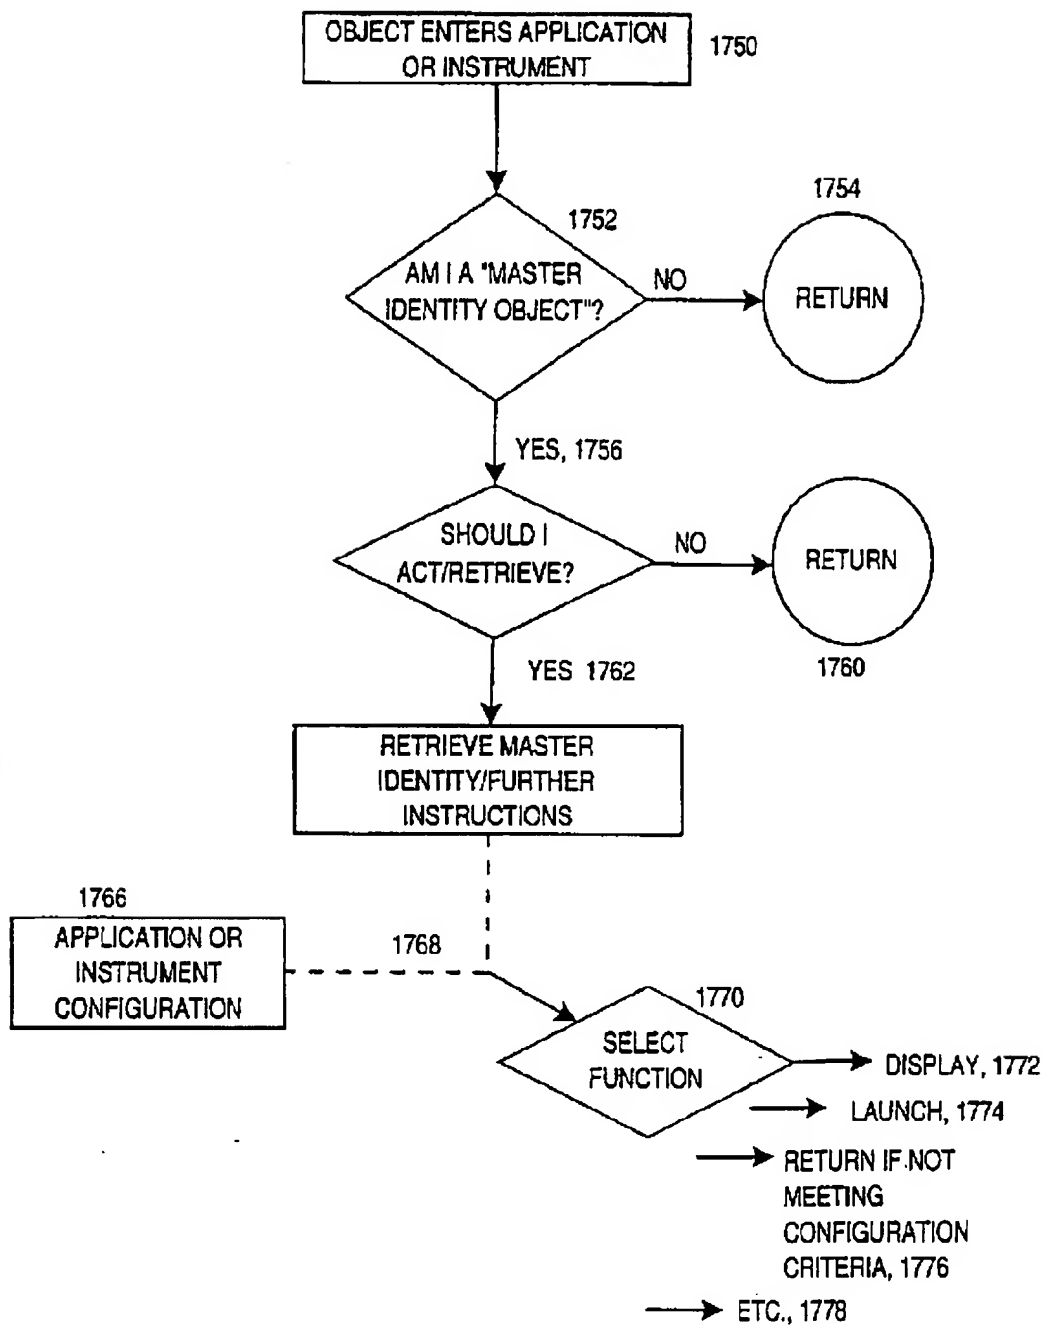 OBJECT ENTERS APPLICATION
OR INSTRUMENT
1750
1754
1752
AM I A "MASTER
IDENTITY OBJECT"?
NO
RETURN
YES, 1756
SHOULD I
ACT/RETRIEVE?
NO
RETURN
1760
YES 1762
RETRIEVE MASTER
IDENTITY/FURTHER
INSTRUCTIONS
1766
APPLICATION OR
INSTRUMENT
CONFIGURATION
1768
1770
SELECT
FUNCTION
DISPLAY, 1772
LAUNCH, 1774
RETURN IF NOT
MEETING
CONFIGURATION
CRITERIA, 1776
ETC., 1778